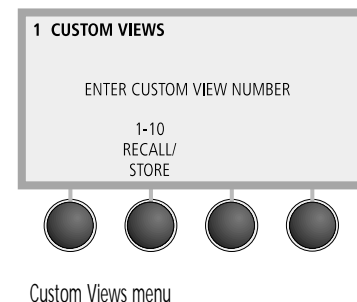 1 CUSTOM VIEWS
ENTER CUSTOM VIEW NUMBER
1-10
RECALL/
STORE
Custom Views menu